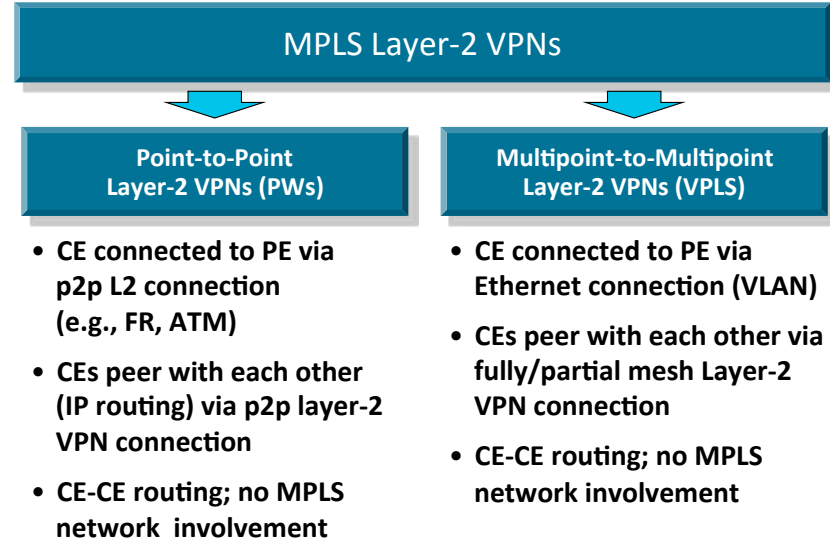 MPLS Layer-2 VPNs
Point-to-Point
Layer-2 VPNs (PWs)
• CE connected to PE via
p2p L2 connection
(e.g., FR, ATM)
• CEs peer with each other
(IP routing) via p2p layer-2
VPN connection
• CE-CE routing; no MPLS
network involvement
Multipoint-to-Multipoint
Layer-2 VPNs (VPLS)
• CE connected to PE via
Ethernet connection (VLAN)
• CEs peer with each other via
fully/partial mesh Layer-2
VPN connection
• CE-CE routing; no MPLS
network involvement